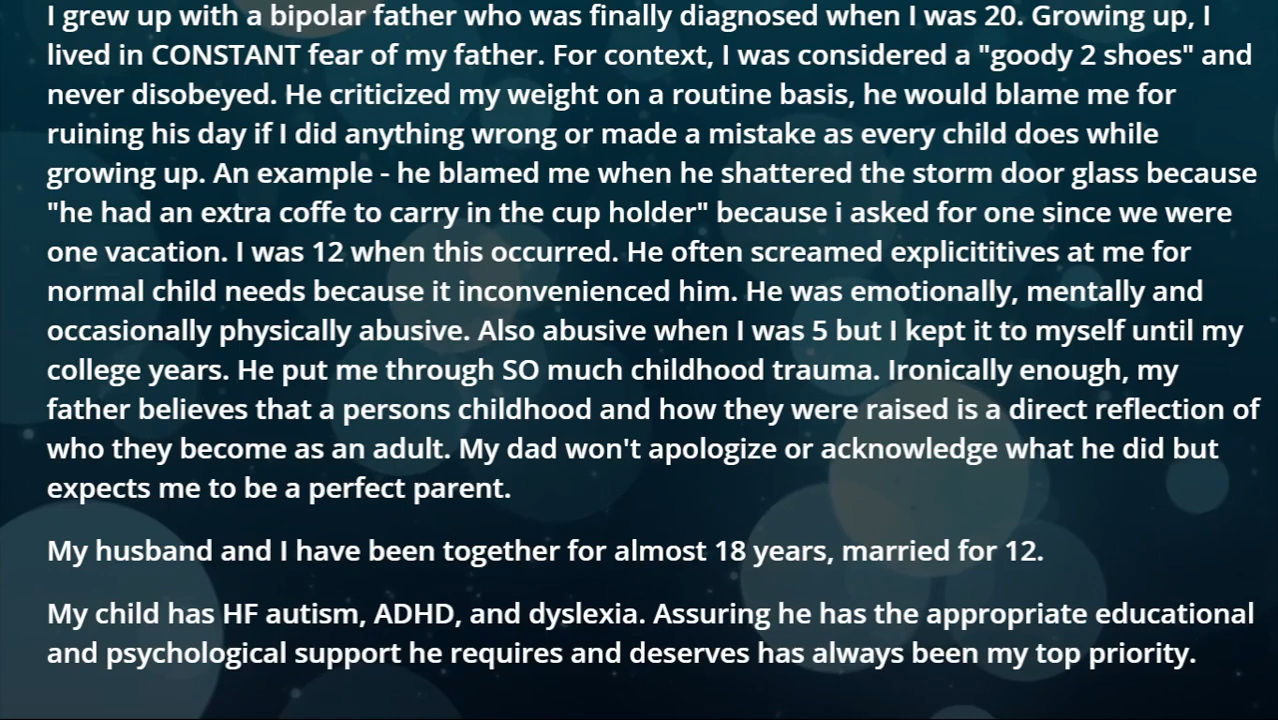 I grew up with a bipolar father who was finally diagnosed when I was 20. Growing up, I
lived in CONSTANT fear of my father. For context, I was considered a "goody 2 shoes" and
never disobeyed. He criticized my weight on a routine basis, he would blame me for
ruining his day if I did anything wrong or made a mistake as every child does while
growing up. An example - he blamed me when he shattered the storm door glass because
"he had an extra coffe to carry in the cup holder" because i asked for one since we were
one vacation. I was 12 when this occurred. He often screamed explicititives at me for
normal child needs because it inconvenienced him. He was emotionally, mentally and
occasionally physically abusive. Also abusive when I was 5 but I kept it to myself until my
college years. He put me through SO much childhood trauma. Ironically enough, my
father believes that a persons childhood and how they were raised is a direct reflection of
who they become as an adult. My dad won't apologize or acknowledge what he did but
expects me to be a perfect parent.
My husband and I have been together for almost 18 years, married for 12.
My child has HF autism, ADHD, and dyslexia. Assuring he has the appropriate educational
and psychological support he requires and deserves has always been my top priority.